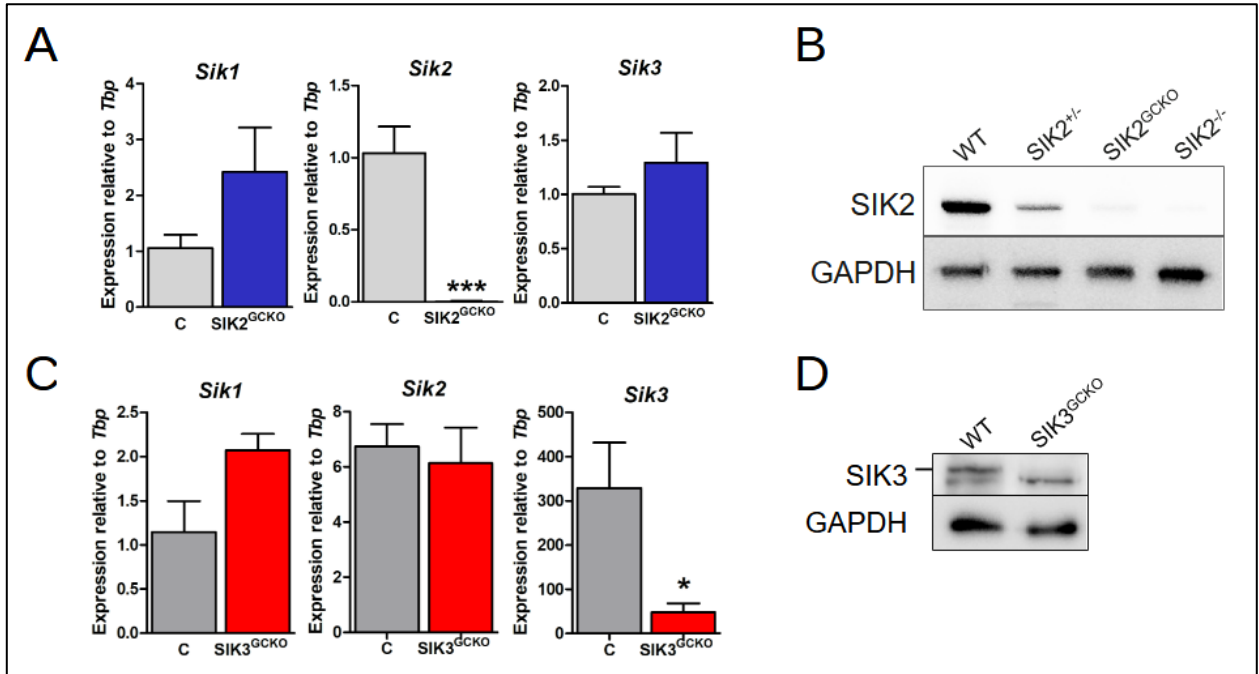 A
Sik1
Expression relative to Tbp
4
3
2
1
0
C SIK2GCKO
Sik2
Expression relative to Tbp
1.5
1.0
0.5
0.0
***
C SIK2GCKO
Sik3
Expression relative to Tbp
2.0
1.5
1.0
0.5
0.0
C SIK2GCKO
B
WT SIK2+/- SIK2GCKO SIK2-/-
SIK2
GAPDH
C
Sik1
Expression relative to Tbp
2.5
2.0
1.5
1.0
0.5
0.0
C SIK3GCKO
Sik2
Expression relative to Tbp
8
6
4
2
0
C SIK3GCKO
Sik3
Expression relative to Tbp
500
400
300
200
100
0
*
C SIK3GCKO
D
WT SIK3GCKO
SIK3
GAPDH